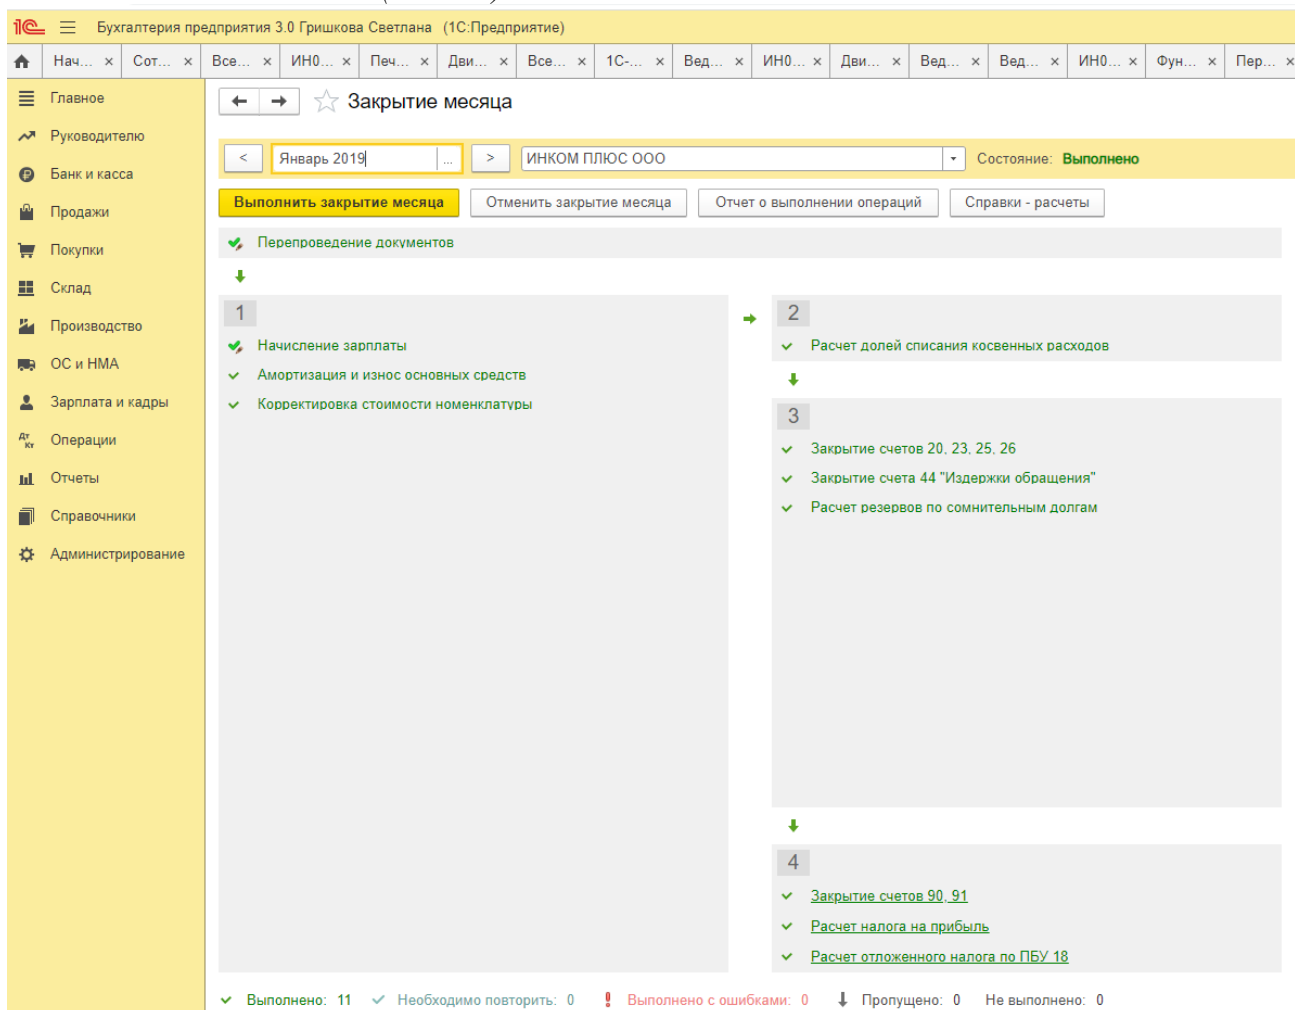 1С Бухгалтерия предприятия 3.0 Гришкова Светлана (1С:Предприятие)
Нач... × Сот... × Все... × ИН0... × Печ... × Дви... × Все... × 1С-... × Вед... × ИН0... × Дви... × Вед... × Вед... × ИН0... × Фун... × Пер... ×
Главное
Руководителю
Банк и касса
Продажи
Покупки
Склад
Производство
ОС и НМА
Зарплата и кадры
Дт Кт Операции
Отчеты
Справочники
Администрирование
Закрытие месяца
< Январь 2019 ... > ИНКОМ ПЛЮС ООО Состояние: Выполнено
Выполнить закрытие месяца Отменить закрытие месяца Отчет о выполнении операций Справки - расчеты
Перепроведение документов
1
Начисление зарплаты
Амортизация и износ основных средств
Корректировка стоимости номенклатуры
2
Расчет долей списания косвенных расходов
3
Закрытие счетов 20, 23, 25, 26
Закрытие счета 44 "Издержки обращения"
Расчет резервов по сомнительным долгам
4
Закрытие счетов 90, 91
Расчет налога на прибыль
Расчет отложенного налога по ПБУ 18
Выполнено: 11 Необходимо повторить: 0 Выполнено с ошибками: 0 Пропущено: 0 Не выполнено: 0